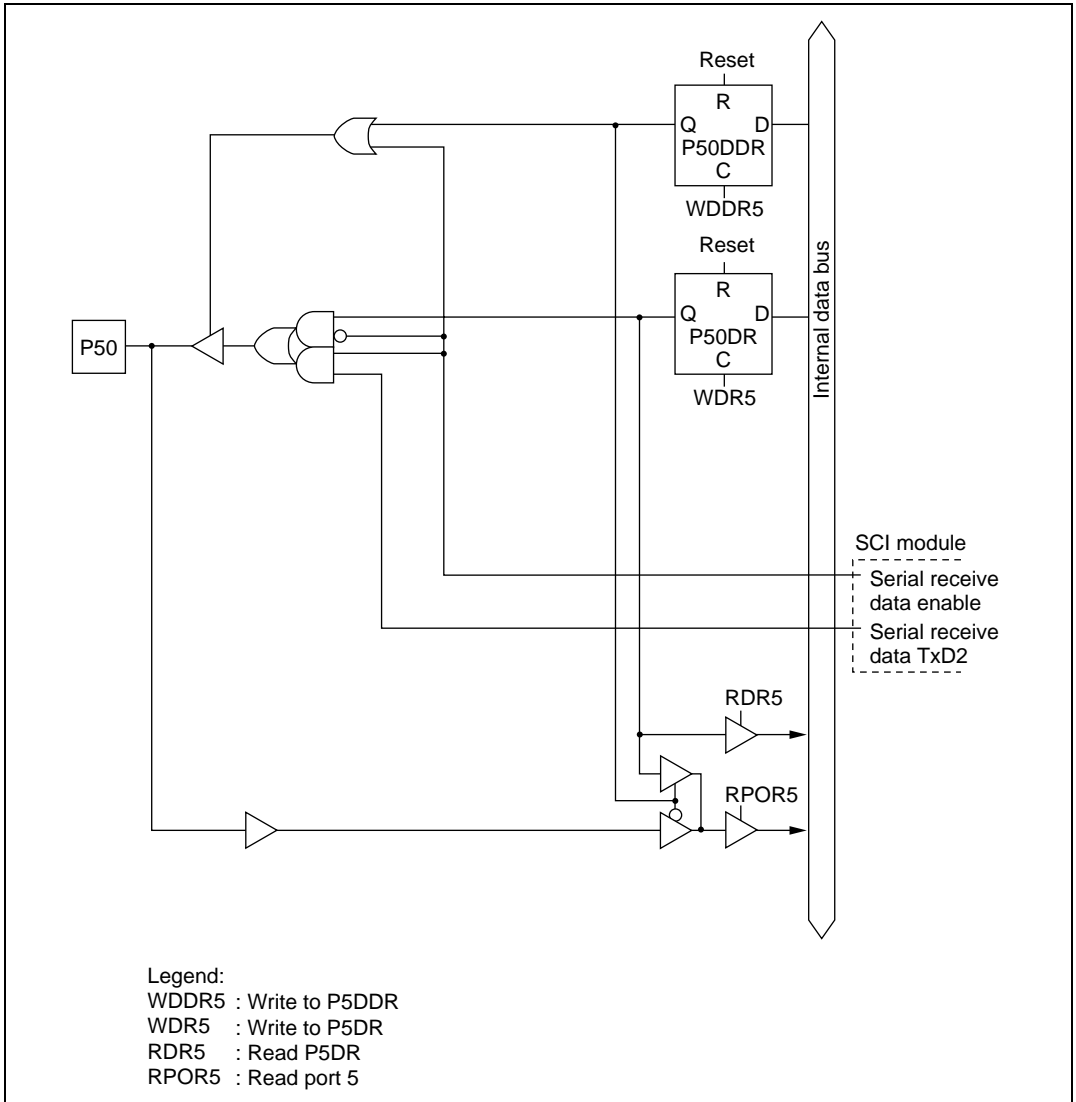 Reset
R
Q D
P50DDR
C
WDDR5
Reset
R
Q D
P50DR
C
WDR5
P50
Internal data bus
SCI module
Serial receive
data enable
Serial receive
data TxD2
RDR5
RPOR5
Legend:
WDDR5 : Write to P5DDR
WDR5 : Write to P5DR
RDR5 : Read P5DR
RPOR5 : Read port 5